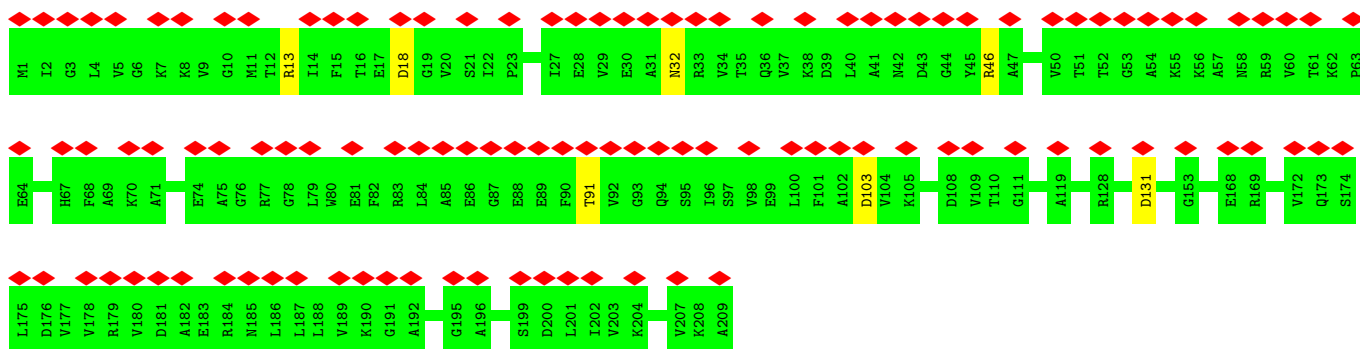 M1 I2 G3 L4 V5 G6 K7 K8 V9 G10 M11 T12 R13 I14 F15 T16 E17 D18 G19 V20 S21 I22 P23 I27 E28 V29 E30 A31 N32 R33 V34 T35 Q36 V37 K38 D39 L40 A41 N42 D43 G44 Y45 R46 A47 V50 T51 T52 G53 A54 K55 K56 A57 N58 R59 V60 T61 K62 P63
E64 H67 F68 A69 K70 A71 E74 A75 G76 R77 G78 L79 W80 E81 F82 R83 L84 A85 E86 G87 E88 E89 F90 T91 V92 G93 Q94 S95 I96 S97 V98 E99 L100 F101 A102 D103 V104 K105 D108 V109 T110 G111 A119 R128 D131 G153 E168 R169 V172 Q173 S174
L175 D176 V177 V178 R179 V180 D181 A182 E183 R184 N185 L186 L187 L188 V189 K190 G191 A192 G195 A196 S199 D200 L201 I202 V203 K204 V207 K208 A209